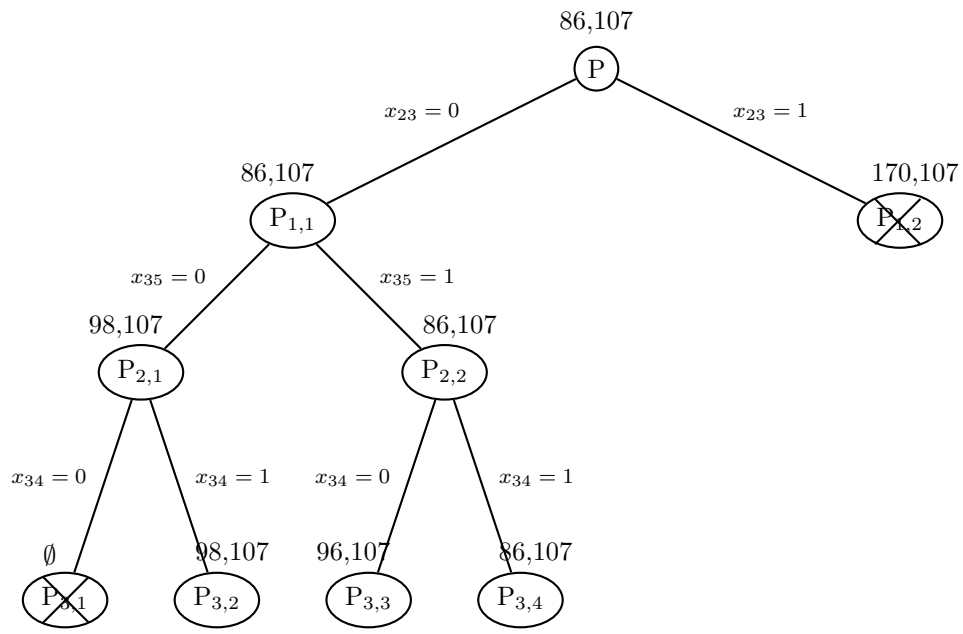 86,107
P
x₂₃ = 0
x₂₃ = 1
86,107
170,107
P₁,₁
P₁,₂
x₃₅ = 0
x₃₅ = 1
98,107
86,107
P₂,₁
P₂,₂
x₃₄ = 0
x₃₄ = 1
x₃₄ = 0
x₃₄ = 1
∅
98,107
96,107
86,107
P₃,₁
P₃,₂
P₃,₃
P₃,₄